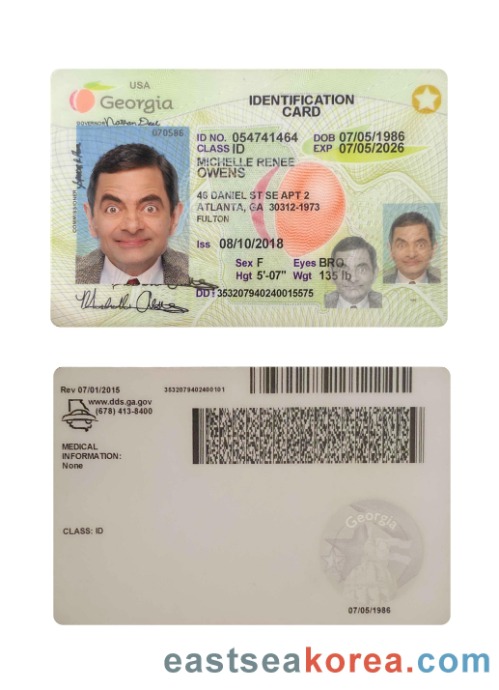 USA
Georgia
IDENTIFICATION
CARD
GOVERNOR
070586
COMMISSIONER
ID NO. 054741464 DOB 07/05/1986
CLASS ID EXP 07/05/2026
MICHELLE RENEE
OWENS
46 DANIEL ST SE APT 2
ATLANTA, GA 30312-1973
FULTON
Iss 08/10/2018
Sex F Eyes BRO
Hgt 5'-07" Wgt 135 lb
DD 353207940240015575
Rev 07/01/2015 3532079402400101
www.dds.ga.gov
(678) 413-8400
MEDICAL
INFORMATION:
None
CLASS: ID
Georgia
07/05/1986
eastseakorea.com